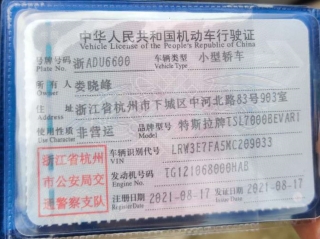 中华人民共和国机动车行驶证
Vehicle License of the People's Republic of China
号牌号码 浙ADU6600 车辆类型 小型轿车
Plate No. Vehicle Type
所有人 娄晓峰
Owner
住址 浙江省杭州市下城区中河北路83号903室
Address
使用性质 非营运 品牌型号 特斯拉牌TSL7000BEVAR1
Use Character Model
浙江省杭州市公安局交通警察支队
车辆识别代号 LRW3E7FA5MC209033
VIN
发动机号码 TG121068000HAB
Engine No.
注册日期 2021-08-17 发证日期 2021-08-17
Register Date Issue Date